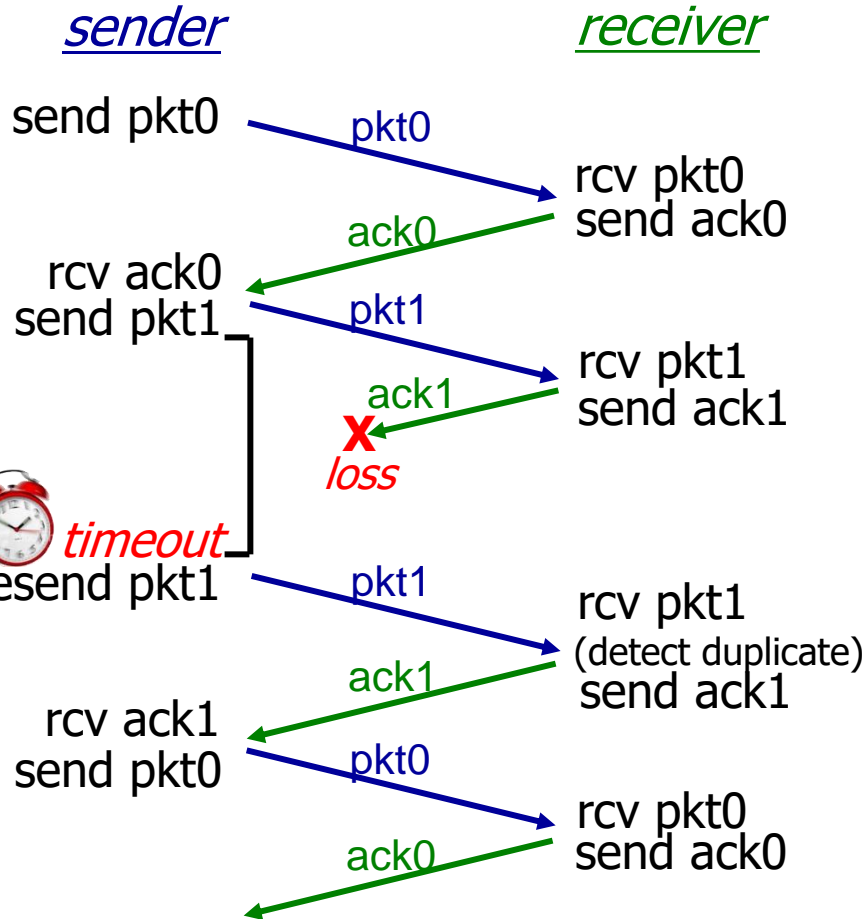 sender
receiver
send pkt0
pkt0
rcv pkt0
send ack0
ack0
rcv ack0
send pkt1
pkt1
rcv pkt1
send ack1
ack1
X
loss
timeout
esend pkt1
pkt1
rcv pkt1
(detect duplicate)
send ack1
ack1
rcv ack1
send pkt0
pkt0
rcv pkt0
send ack0
ack0